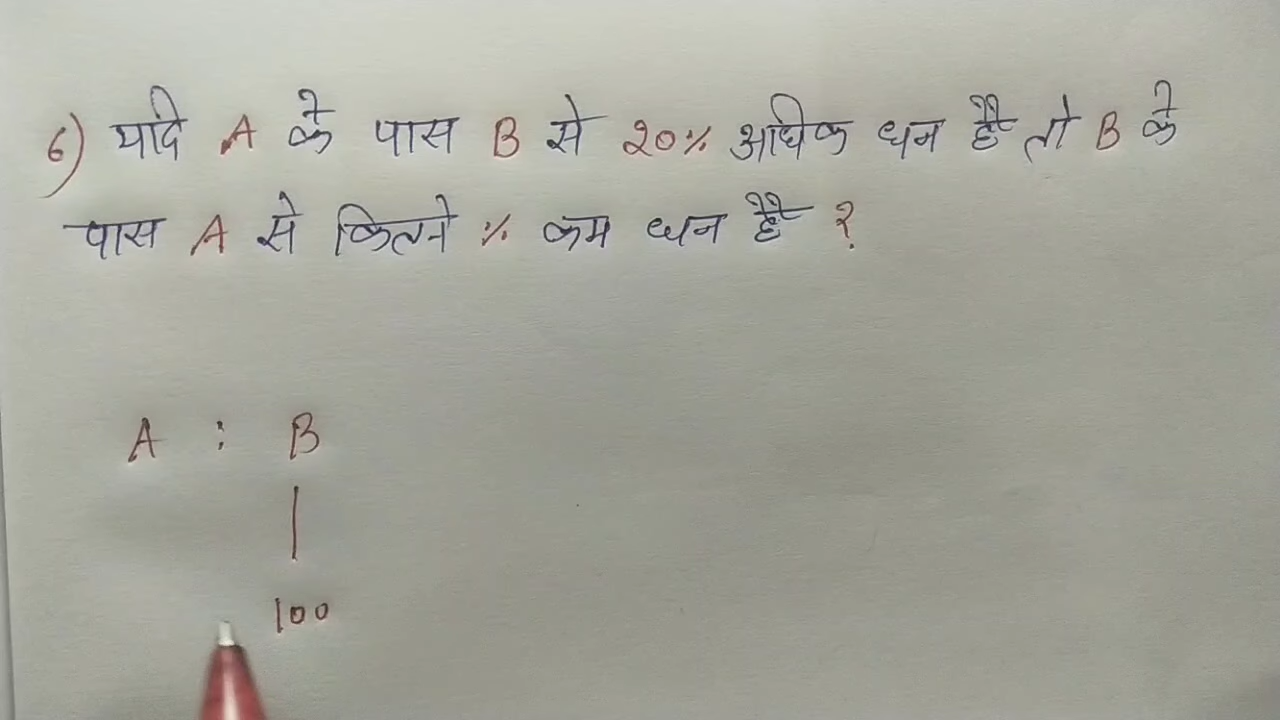 6) यदि A के पास B से 20% अधिक धन है तो B के
पास A से कितने % कम धन है ?
A : B
100